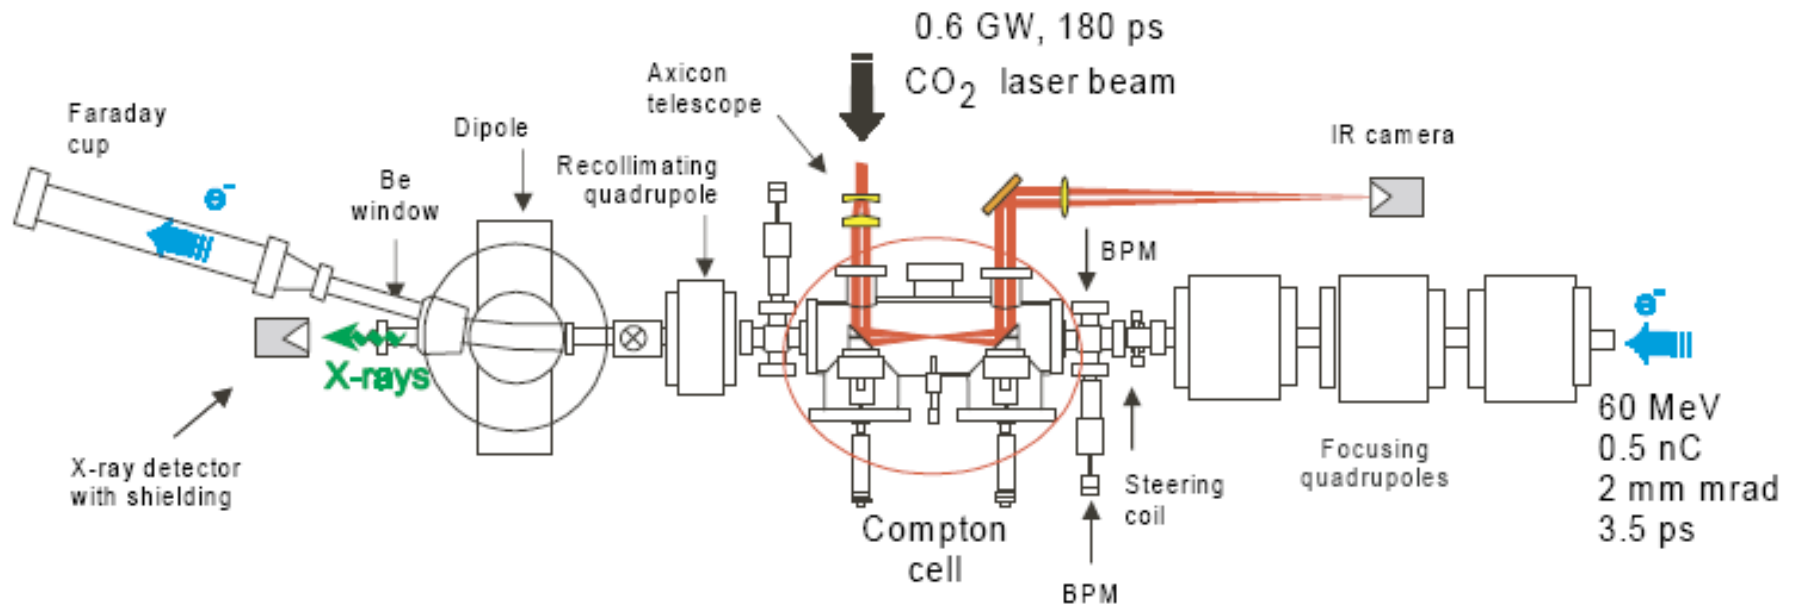 0.6 GW, 180 ps
CO2 laser beam
Axicon
telescope
Faraday
cup
Dipole
Recollimating
quadrupole
Be
window
IR camera
e-
BPM
e-
X-rays
60 MeV
0.5 nC
2 mm mrad
3.5 ps
Focusing
quadrupoles
X-ray detector
with shielding
Steering
coil
Compton
cell
BPM